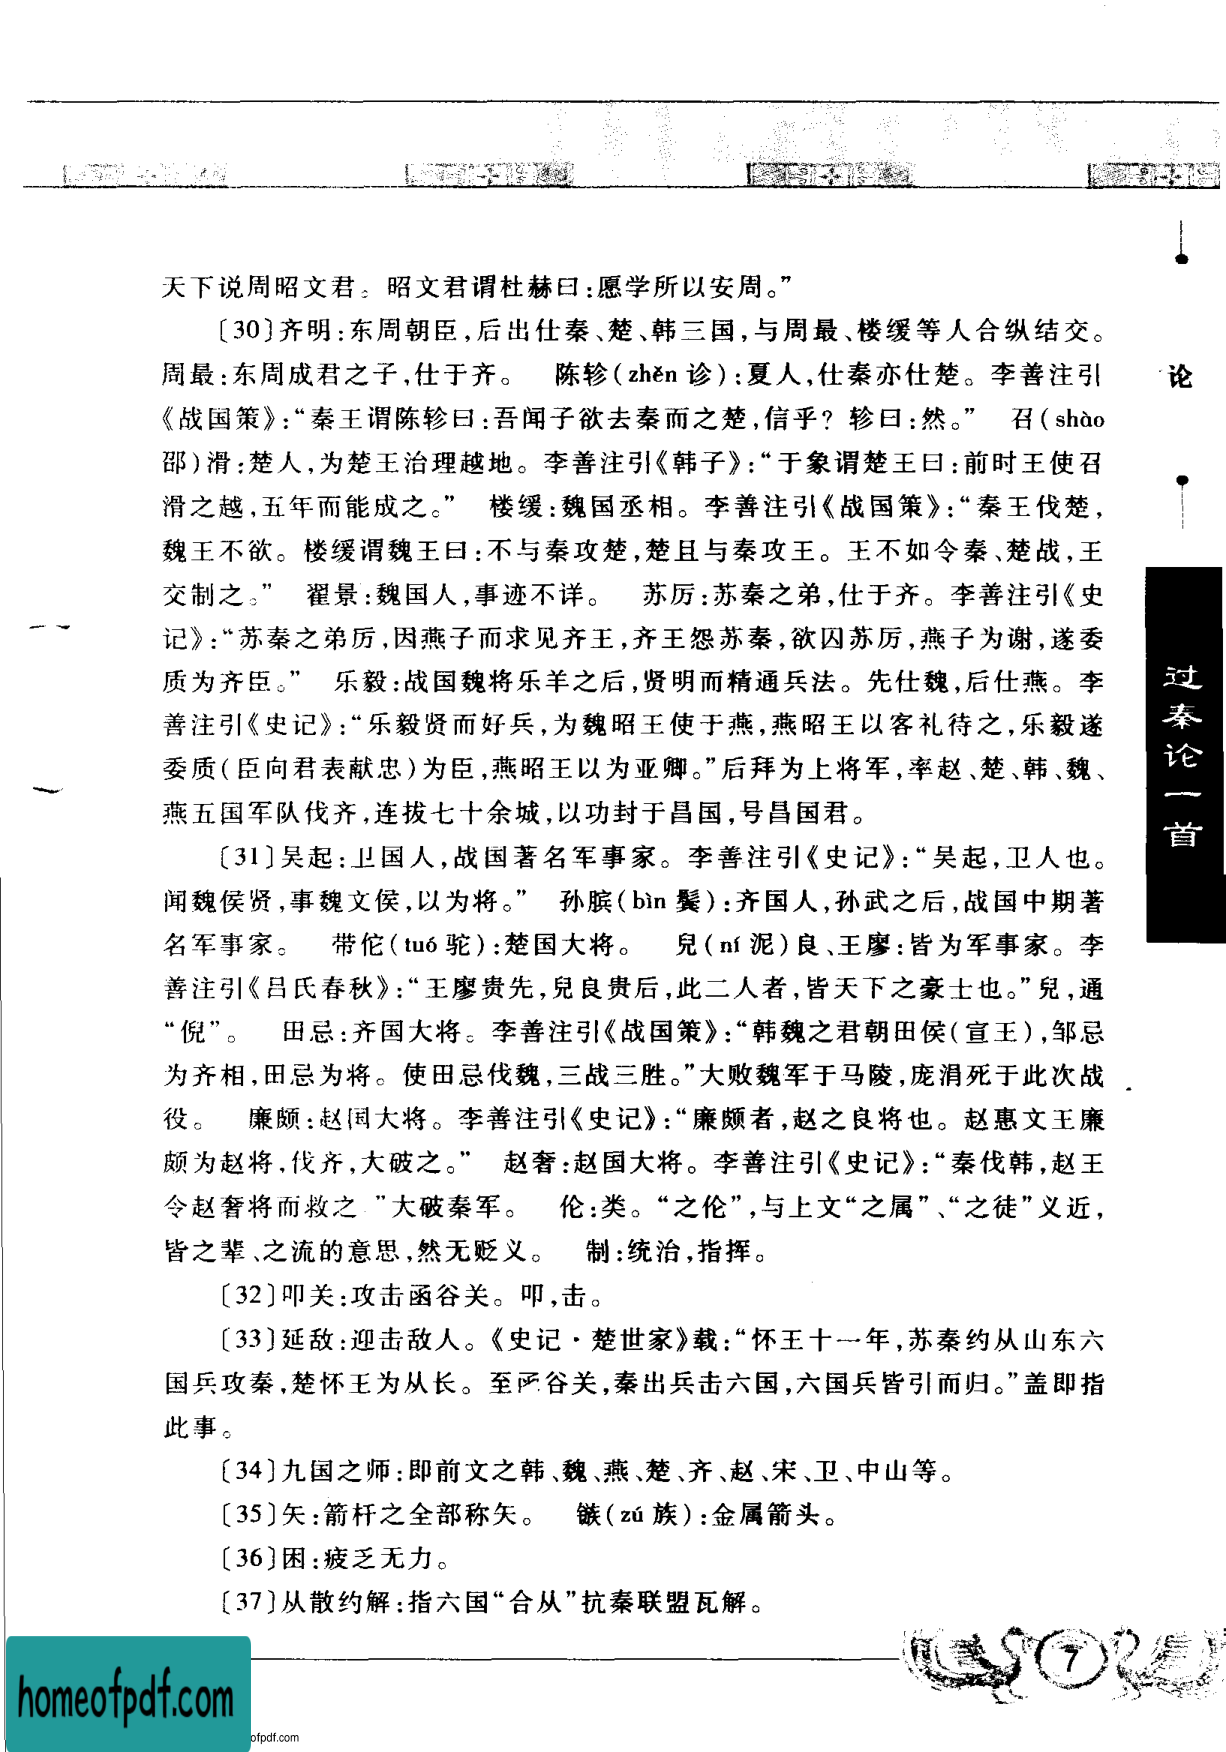 天下说周昭文君。昭文君谓杜赫曰:愿学所以安周。”
〔30〕齐明:东周朝臣,后出仕秦、楚、韩三国,与周最、楼缓等人合纵结交。
周最:东周成君之子,仕于齐。　陈轸(zhěn 诊):夏人,仕秦亦仕楚。李善注引
《战国策》:“秦王谓陈轸曰:吾闻子欲去秦而之楚,信乎? 轸曰:然。”　召(shào
邵)滑:楚人,为楚王治理越地。李善注引《韩子》:“于象谓楚王曰:前时王使召
滑之越,五年而能成之。”　楼缓:魏国丞相。李善注引《战国策》:“秦王伐楚,
魏王不欲。楼缓谓魏王曰:不与秦攻楚,楚且与秦攻王。王不如令秦、楚战,王
交制之。”　翟景:魏国人,事迹不详。　苏厉:苏秦之弟,仕于齐。李善注引《史
记》:“苏秦之弟厉,因燕子而求见齐王,齐王怨苏秦,欲囚苏厉,燕子为谢,遂委
质为齐臣。”　乐毅:战国魏将乐羊之后,贤明而精通兵法。先仕魏,后仕燕。李
善注引《史记》:“乐毅贤而好兵,为魏昭王使于燕,燕昭王以客礼待之,乐毅遂
委质(臣向君表献忠)为臣,燕昭王以为亚卿。”后拜为上将军,率赵、楚、韩、魏、
燕五国军队伐齐,连拔七十余城,以功封于昌国,号昌国君。
〔31〕吴起:卫国人,战国著名军事家。李善注引《史记》:“吴起,卫人也。
闻魏侯贤,事魏文侯,以为将。”　孙膑(bìn 鬓):齐国人,孙武之后,战国中期著
名军事家。　带佗(tuó 驼):楚国大将。　兒(ní 泥)良、王廖:皆为军事家。李
善注引《吕氏春秋》:“王廖贵先,兒良贵后,此二人者,皆天下之豪士也。”兒,通
“倪”。　田忌:齐国大将。李善注引《战国策》:“韩魏之君朝田侯(宣王),邹忌
为齐相,田忌为将。使田忌伐魏,三战三胜。”大败魏军于马陵,庞涓死于此次战
役。　廉颇:赵国大将。李善注引《史记》:“廉颇者,赵之良将也。赵惠文王廉
颇为赵将,伐齐,大破之。”　赵奢:赵国大将。李善注引《史记》:“秦伐韩,赵王
令赵奢将而救之 ”大破秦军。　伦:类。“之伦”,与上文“之属”、“之徒”义近,
皆之辈、之流的意思,然无贬义。　制:统治,指挥。
〔32〕叩关:攻击函谷关。叩,击。
〔33〕延敌:迎击敌人。《史记·楚世家》载:“怀王十一年,苏秦约从山东六
国兵攻秦,楚怀王为从长。至函谷关,秦出兵击六国,六国兵皆引而归。”盖即指
此事。
〔34〕九国之师:即前文之韩、魏、燕、楚、齐、赵、宋、卫、中山等。
〔35〕矢:箭杆之全部称矢。　镞(zú 族):金属箭头。
〔36〕困:疲乏无力。
〔37〕从散约解:指六国“合从”抗秦联盟瓦解。
论
过秦论一首
7
homeofpdf.com
ofpdf.com